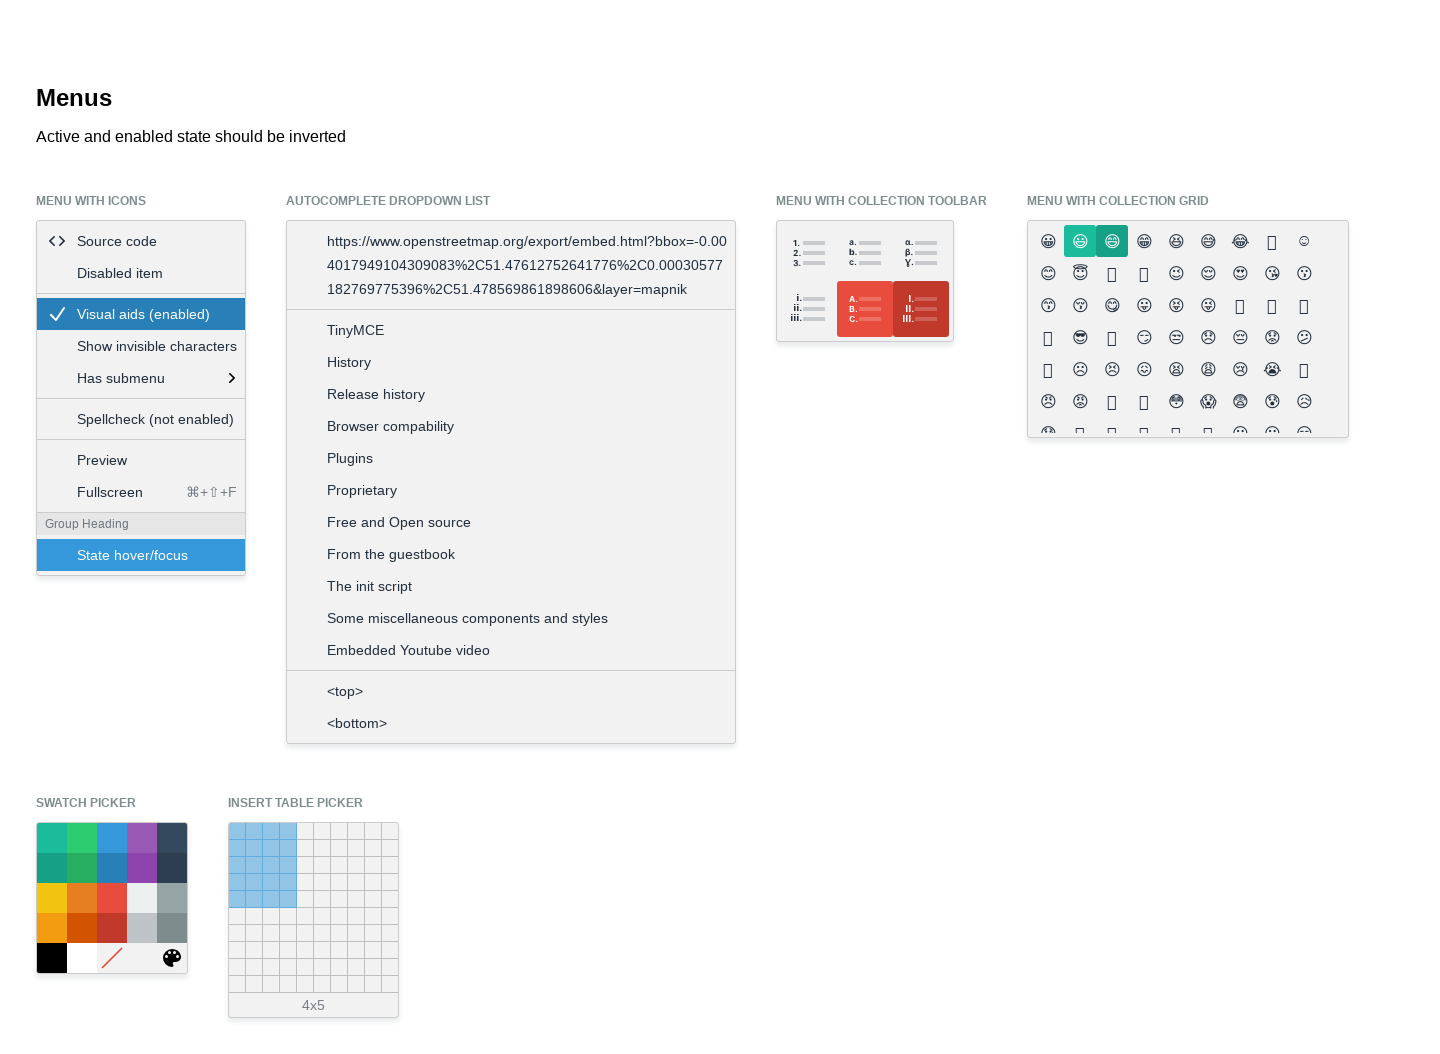 Menus
Active and enabled state should be inverted
MENU WITH ICONS
Source code
Disabled item
Visual aids (enabled)
Show invisible characters
Has submenu
Spellcheck (not enabled)
Preview
Fullscreen ⌘+⇧+F
Group Heading
State hover/focus
AUTOCOMPLETE DROPDOWN LIST
https://www.openstreetmap.org/export/embed.html?bbox=-0.00
4017949104309083%2C51.47612752641776%2C0.00030577
182769775396%2C51.478569861898606&layer=mapnik
TinyMCE
History
Release history
Browser compability
Plugins
Proprietary
Free and Open source
From the guestbook
The init script
Some miscellaneous components and styles
Embedded Youtube video
<top>
<bottom>
MENU WITH COLLECTION TOOLBAR
1. a. α.
2. b. β.
3. c. γ.
i. A. I.
ii. B. II.
iii. C. III.
MENU WITH COLLECTION GRID
SWATCH PICKER
INSERT TABLE PICKER
4x5